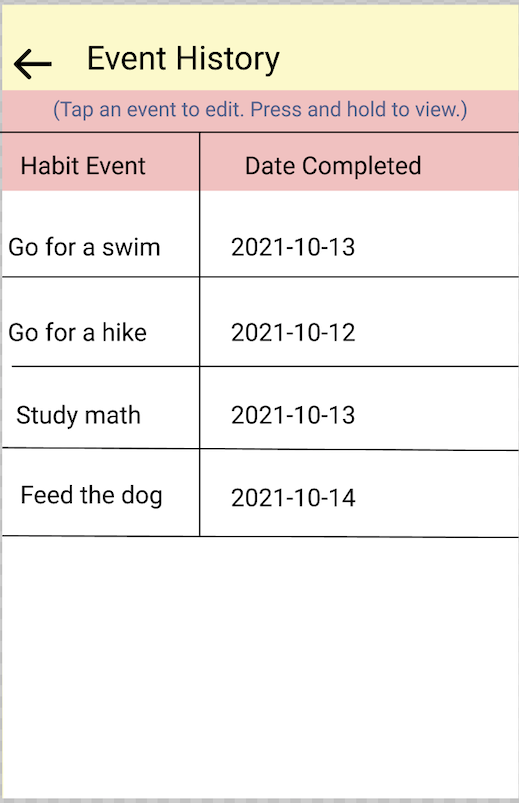 Event History
(Tap an event to edit. Press and hold to view.)
Habit Event Date Completed
Go for a swim 2021-10-13
Go for a hike 2021-10-12
Study math 2021-10-13
Feed the dog 2021-10-14